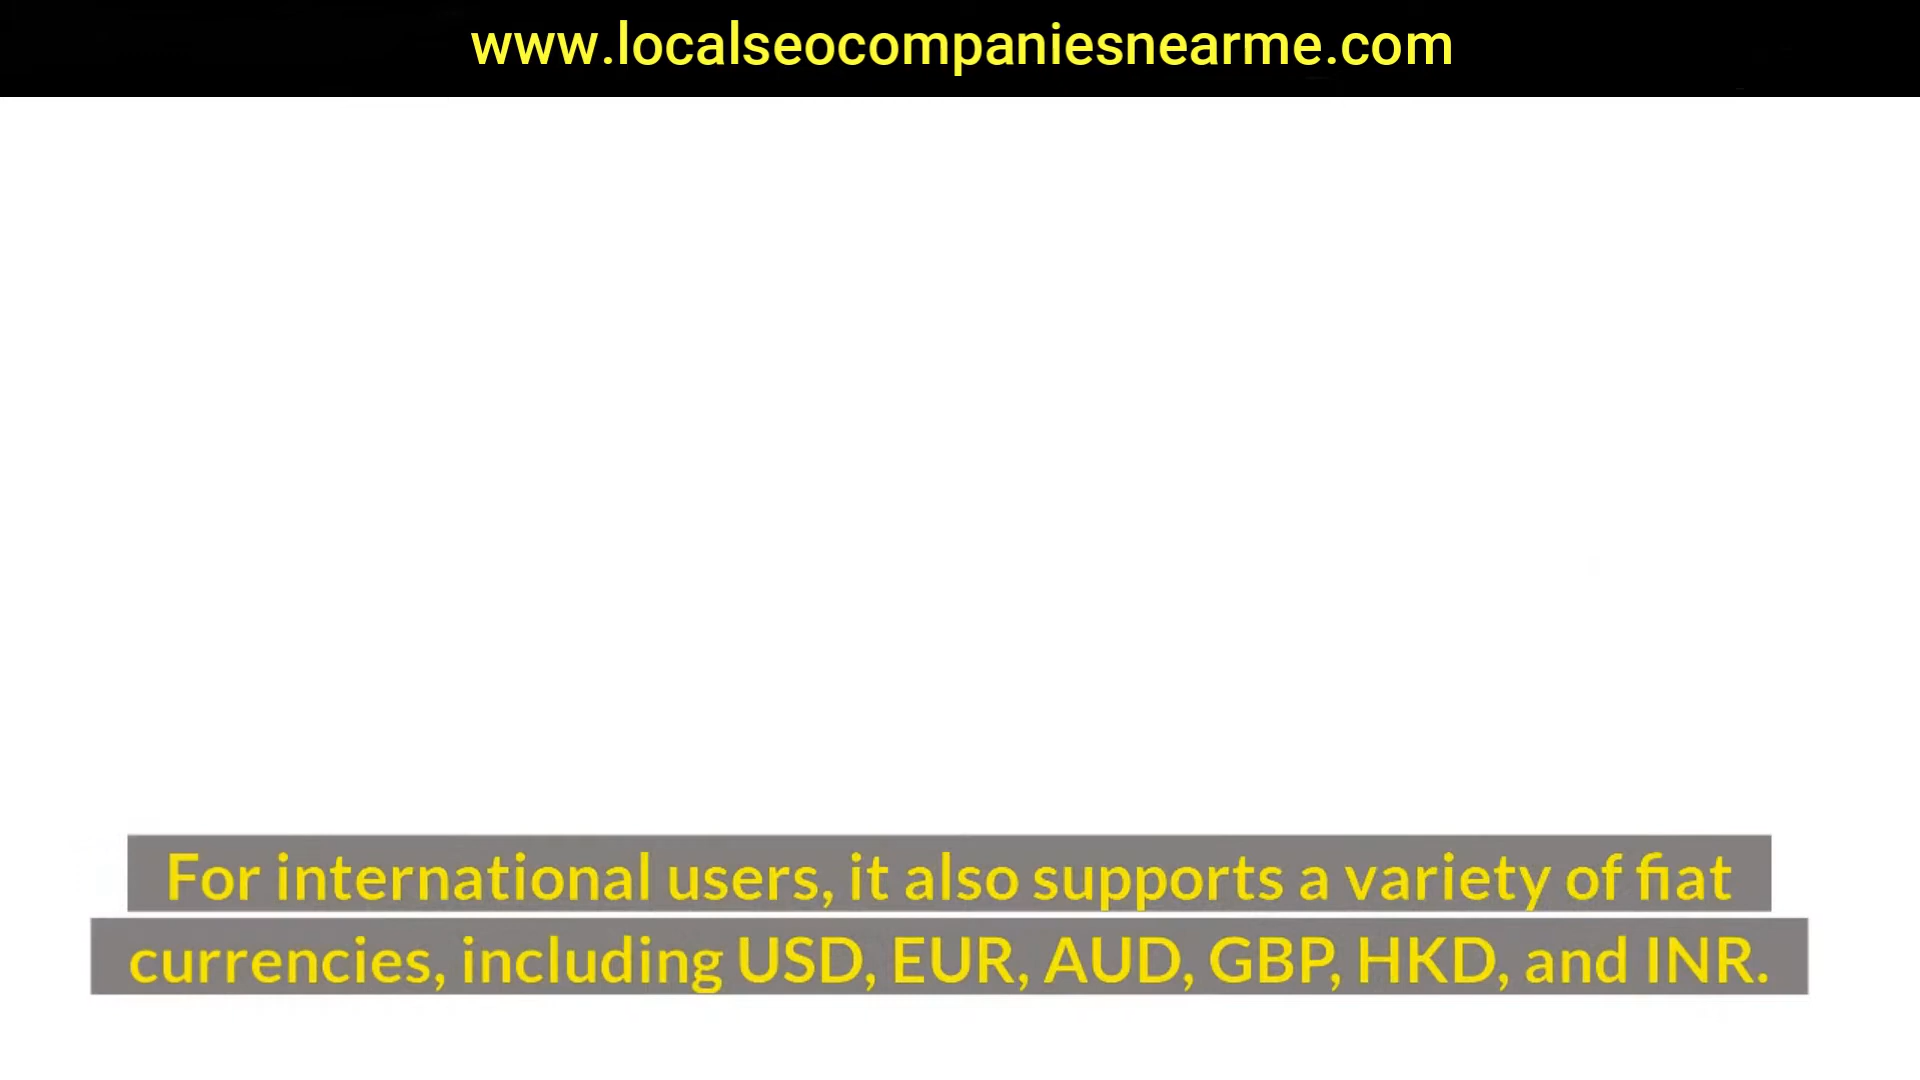 www.localseocompaniesnearme.com
For international users, it also supports a variety of fiat
currencies, including USD, EUR, AUD, GBP, HKD, and INR.